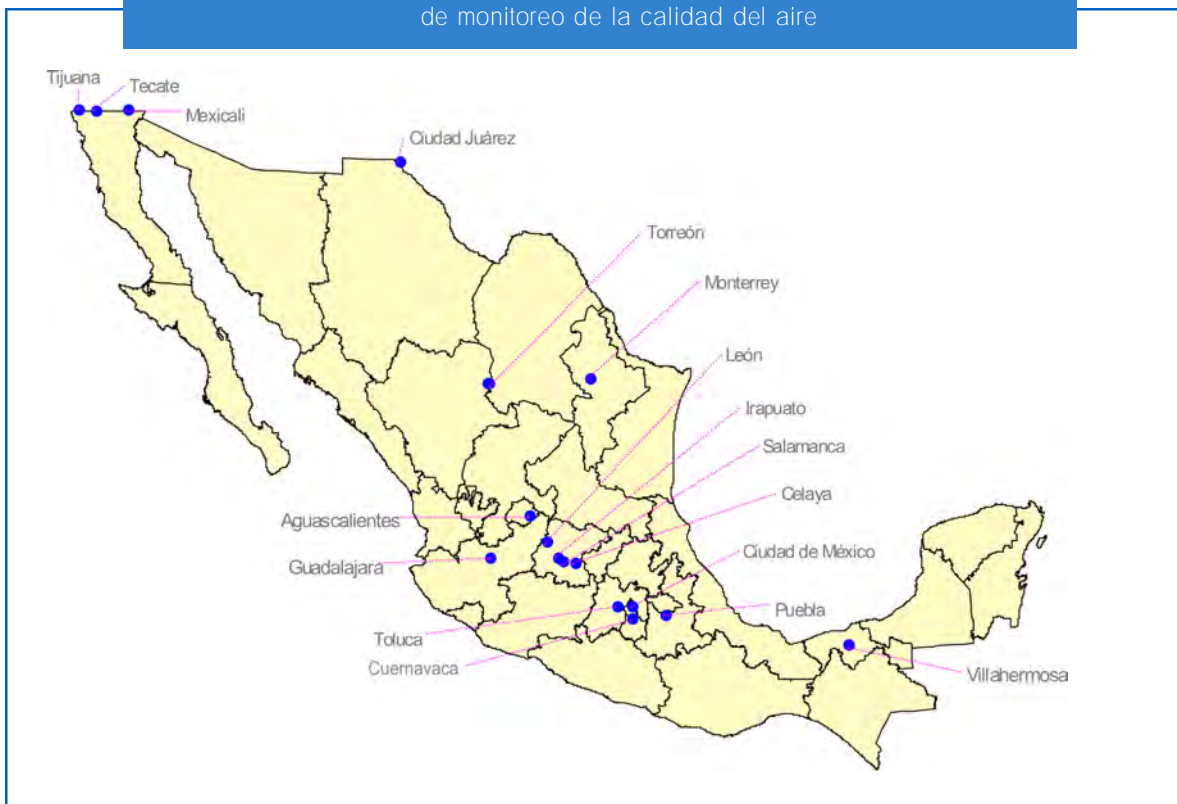 de monitoreo de la calidad del aire
Tijuana
Tecate
Mexicali
Ciudad Juárez
Torreón
Monterrey
León
Irapuato
Salamanca
Celaya
Aguascalientes
Ciudad de México
Guadalajara
Puebla
Toluca
Cuernavaca
Villahermosa